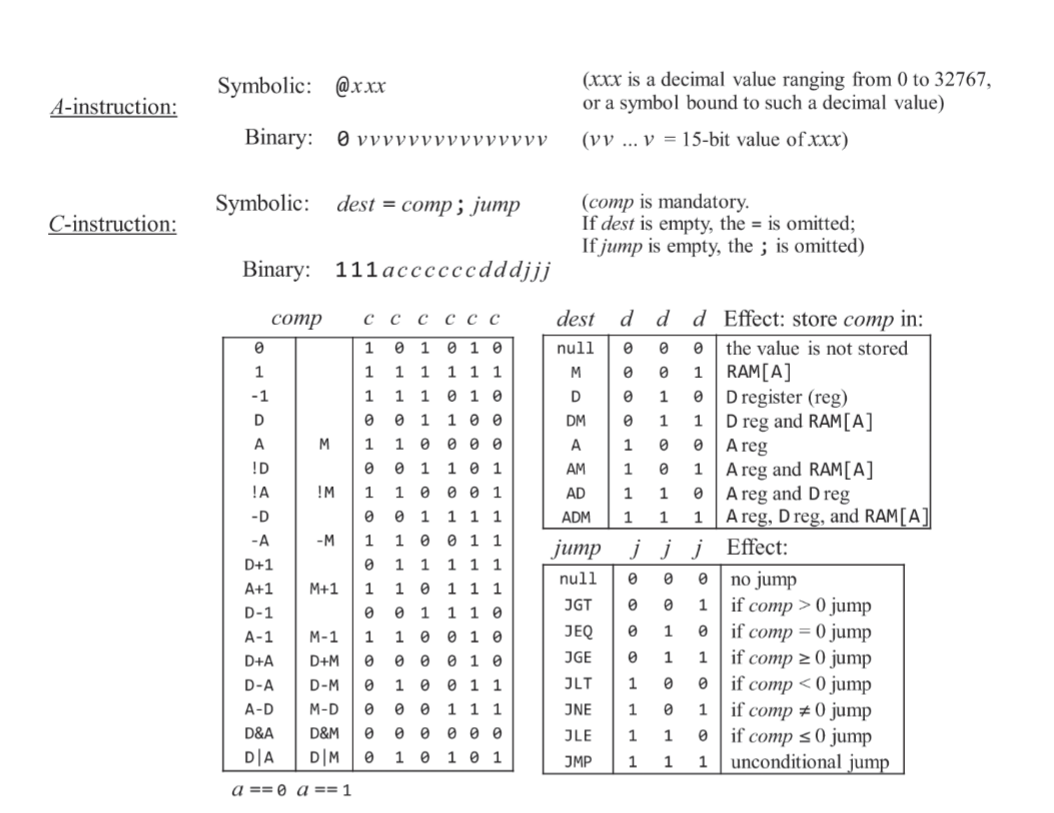 Symbolic: @xxx (xxx is a decimal value ranging from 0 to 32767,
A-instruction: or a symbol bound to such a decimal value)
Binary: 0 vvvvvvvvvvvvvvv (vv ... v = 15-bit value of xxx)
Symbolic: dest = comp ; jump (comp is mandatory.
C-instruction: If dest is empty, the = is omitted;
If jump is empty, the ; is omitted)
Binary: 111accccccdddjjj
comp c c c c c c
0 1 0 1 0 1 0
1 1 1 1 1 1 1
-1 1 1 1 0 1 0
D 0 0 1 1 0 0
A M 1 1 0 0 0 0
!D 0 0 1 1 0 1
!A !M 1 1 0 0 0 1
-D 0 0 1 1 1 1
-A -M 1 1 0 0 1 1
D+1 0 1 1 1 1 1
A+1 M+1 1 1 0 1 1 1
D-1 0 0 1 1 1 0
A-1 M-1 1 1 0 0 1 0
D+A D+M 0 0 0 0 1 0
D-A D-M 0 1 0 0 1 1
A-D M-D 0 0 0 1 1 1
D&A D&M 0 0 0 0 0 0
D|A D|M 0 1 0 1 0 1
a == 0 a == 1
dest d d d Effect: store comp in:
null 0 0 0 the value is not stored
M 0 0 1 RAM[A]
D 0 1 0 D register (reg)
DM 0 1 1 D reg and RAM[A]
A 1 0 0 A reg
AM 1 0 1 A reg and RAM[A]
AD 1 1 0 A reg and D reg
ADM 1 1 1 A reg, D reg, and RAM[A]
jump j j j Effect:
null 0 0 0 no jump
JGT 0 0 1 if comp > 0 jump
JEQ 0 1 0 if comp = 0 jump
JGE 0 1 1 if comp ≥ 0 jump
JLT 1 0 0 if comp < 0 jump
JNE 1 0 1 if comp ≠ 0 jump
JLE 1 1 0 if comp ≤ 0 jump
JMP 1 1 1 unconditional jump